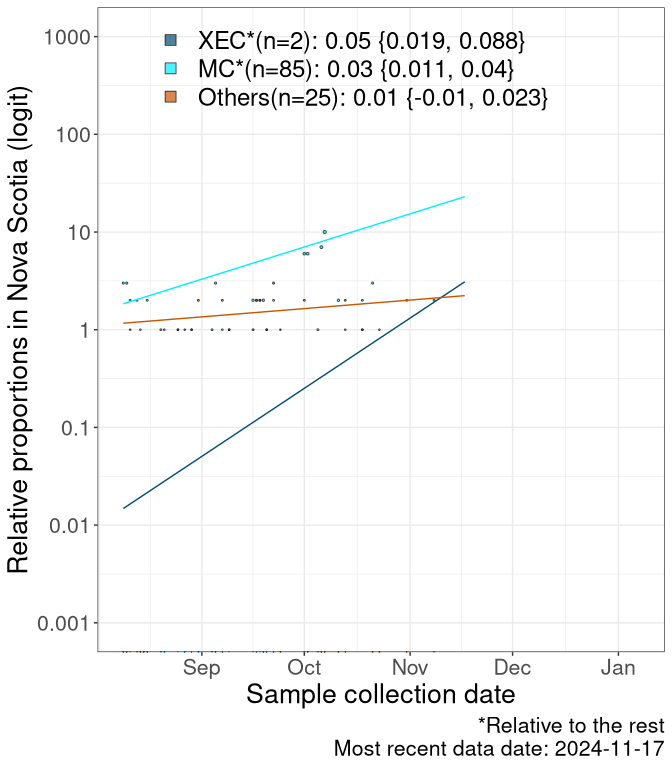 XEC*(n=2): 0.05 {0.019, 0.088}
MC*(n=85): 0.03 {0.011, 0.04}
Others(n=25): 0.01 {-0.01, 0.023}
Relative proportions in Nova Scotia (logit)
1000
100
10
1
0.1
0.01
0.001
Sep Oct Nov Dec Jan
Sample collection date
*Relative to the rest
Most recent data date: 2024-11-17